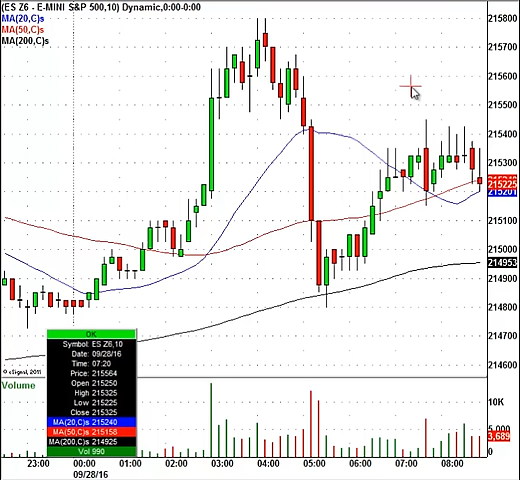 (ES Z6 - E-MINI S&P 500,10) Dynamic,0:00-0:00
MA(20,C)s
MA(50,C)s
MA(200,C)s
215800
215700
215600
215500
215400
215300
215225
215201
215100
215000
214953
214900
214800
214700
214600
© eSignal, 2011
Volume
10K
5,000
3,689
OK
Symbol: ES Z6,10
Date: 09/28/16
Time: 07:20
Price: 215564
Open 215250
High 215325
Low 215225
Close 215325
MA(20,C)s 215240
MA(50,C)s 215158
MA(200,C)s 214925
Vol 990
23:00 00:00 01:00 02:00 03:00 04:00 05:00 06:00 07:00 08:00
09/28/16